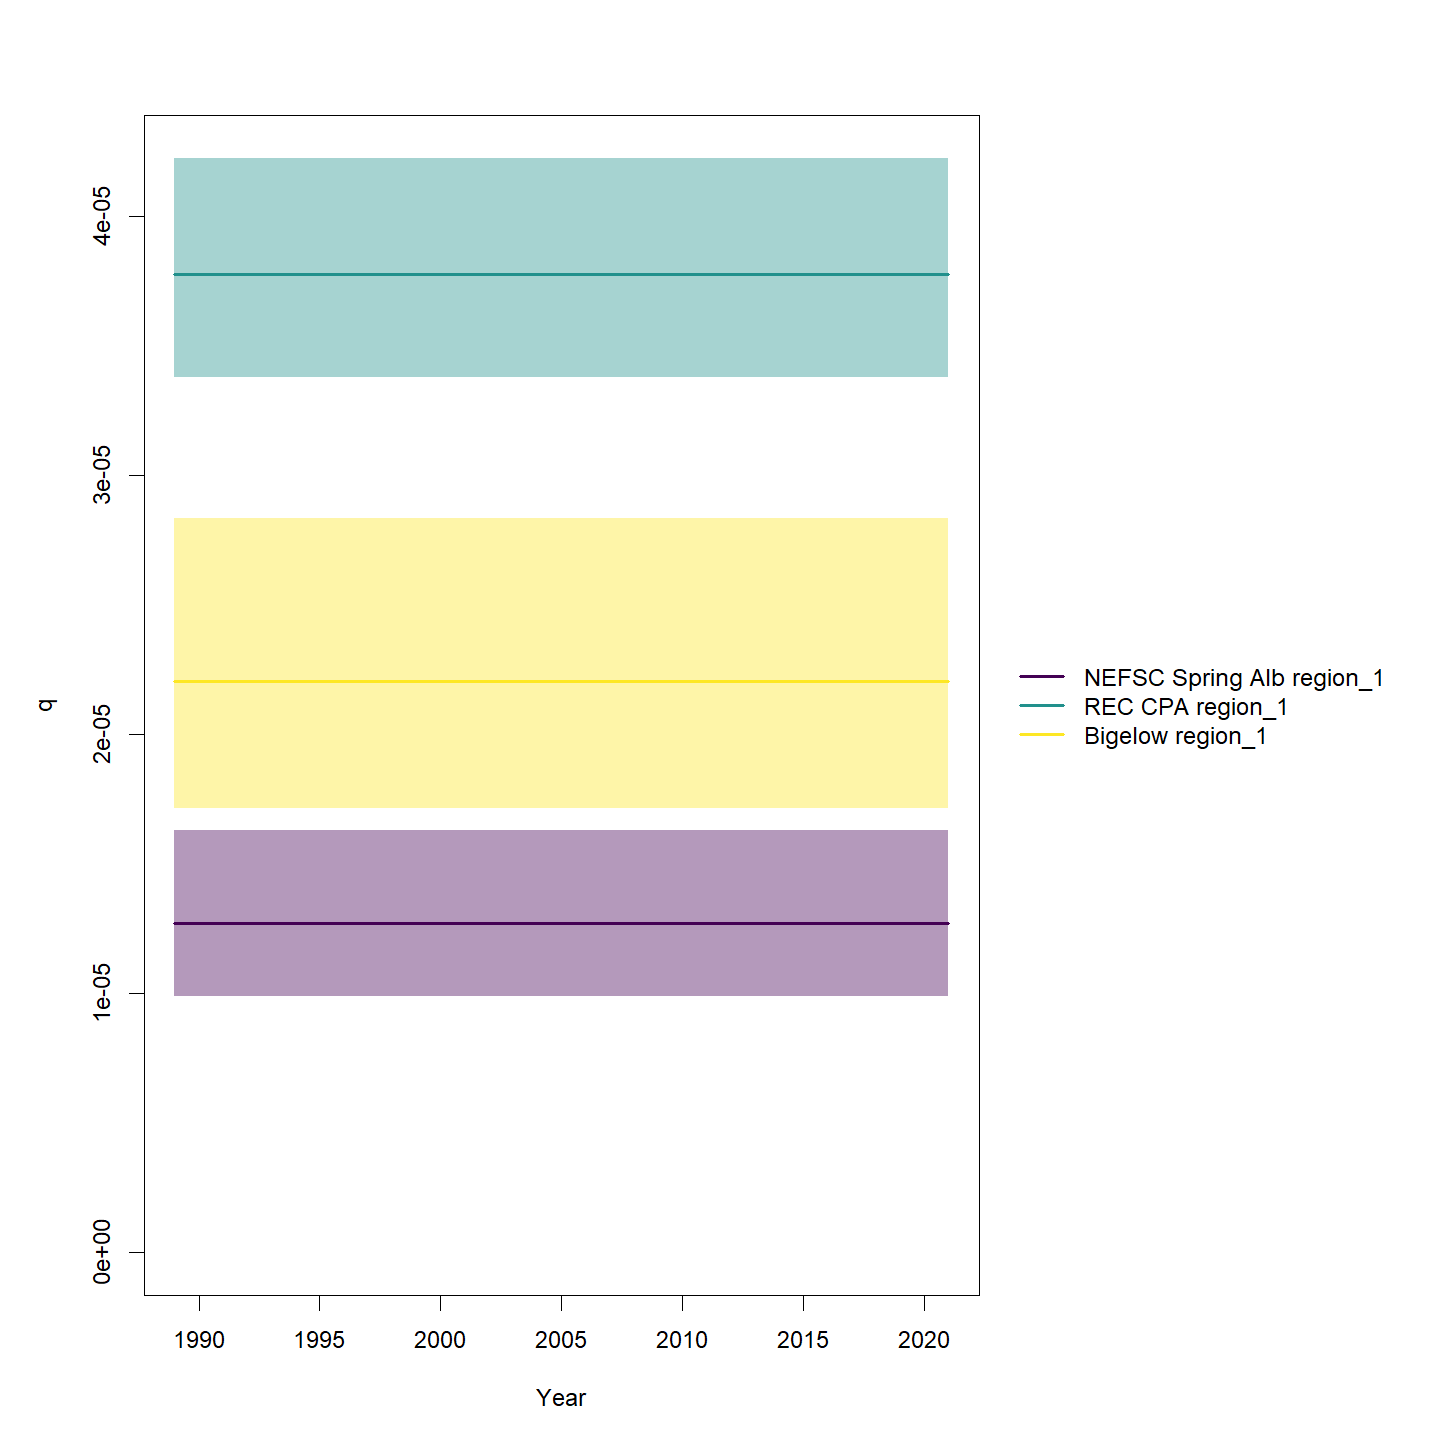 4e-05
3e-05
2e-05
1e-05
0e+00
q
1990 1995 2000 2005 2010 2015 2020
Year
NEFSC Spring Alb region_1
REC CPA region_1
Bigelow region_1